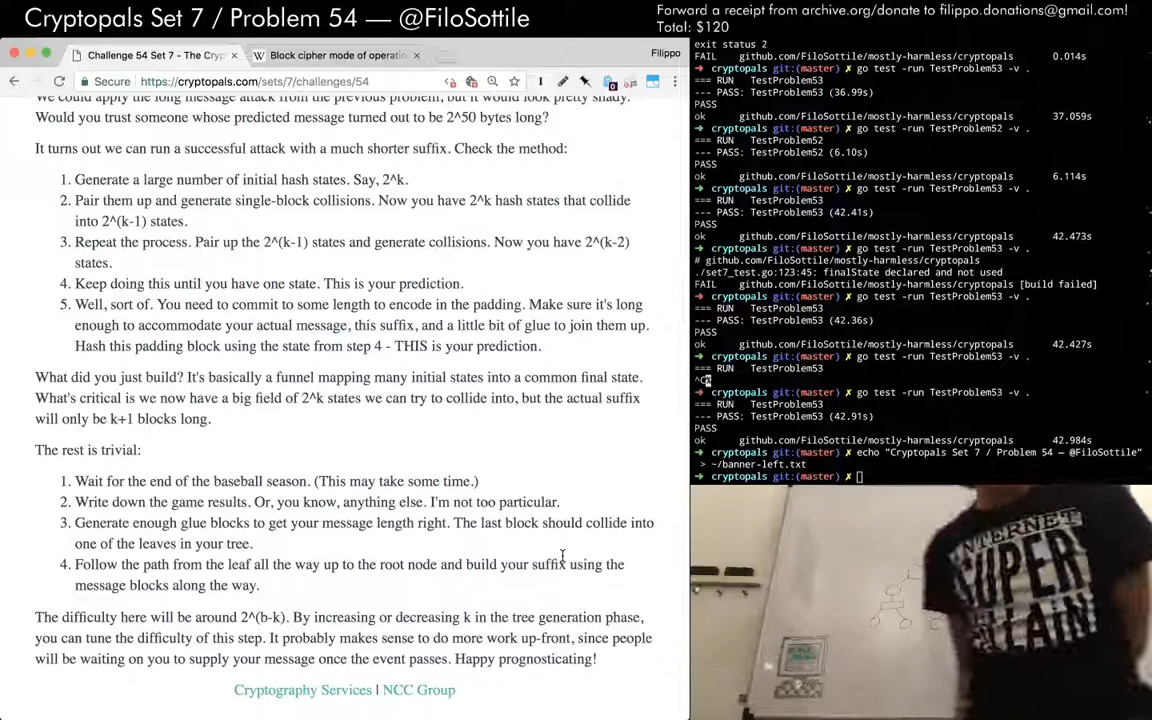 Cryptopals Set 7 / Problem 54 — @FiloSottile
Forward a receipt from archive.org/donate to filippo.donations@gmail.com!
Total: $120
Challenge 54 Set 7 - The Cryp
Block cipher mode of operatio
Filippo
Secure
https://cryptopals.com/sets/7/challenges/54
We could apply the long message attack from the previous problem, but it would look pretty shady.
Would you trust someone whose predicted message turned out to be 2^50 bytes long?
It turns out we can run a successful attack with a much shorter suffix. Check the method:
1. Generate a large number of initial hash states. Say, 2^k.
2. Pair them up and generate single-block collisions. Now you have 2^k hash states that collide
into 2^(k-1) states.
3. Repeat the process. Pair up the 2^(k-1) states and generate collisions. Now you have 2^(k-2)
states.
4. Keep doing this until you have one state. This is your prediction.
5. Well, sort of. You need to commit to some length to encode in the padding. Make sure it's long
enough to accommodate your actual message, this suffix, and a little bit of glue to join them up.
Hash this padding block using the state from step 4 - THIS is your prediction.
What did you just build? It's basically a funnel mapping many initial states into a common final state.
What's critical is we now have a big field of 2^k states we can try to collide into, but the actual suffix
will only be k+1 blocks long.
The rest is trivial:
1. Wait for the end of the baseball season. (This may take some time.)
2. Write down the game results. Or, you know, anything else. I'm not too particular.
3. Generate enough glue blocks to get your message length right. The last block should collide into
one of the leaves in your tree.
4. Follow the path from the leaf all the way up to the root node and build your suffix using the
message blocks along the way.
The difficulty here will be around 2^(b-k). By increasing or decreasing k in the tree generation phase,
you can tune the difficulty of this step. It probably makes sense to do more work up-front, since people
will be waiting on you to supply your message once the event passes. Happy prognosticating!
Cryptography Services | NCC Group
exit status 2
FAIL github.com/FiloSottile/mostly-harmless/cryptopals 0.014s
➜ cryptopals git:(master) ✗ go test -run TestProblem53 -v .
=== RUN TestProblem53
--- PASS: TestProblem53 (36.99s)
PASS
ok github.com/FiloSottile/mostly-harmless/cryptopals 37.059s
➜ cryptopals git:(master) ✗ go test -run TestProblem52 -v .
=== RUN TestProblem52
--- PASS: TestProblem52 (6.10s)
PASS
ok github.com/FiloSottile/mostly-harmless/cryptopals 6.114s
➜ cryptopals git:(master) ✗ go test -run TestProblem53 -v .
=== RUN TestProblem53
--- PASS: TestProblem53 (42.41s)
PASS
ok github.com/FiloSottile/mostly-harmless/cryptopals 42.473s
➜ cryptopals git:(master) ✗ go test -run TestProblem53 -v .
# github.com/FiloSottile/mostly-harmless/cryptopals
./set7_test.go:123:45: finalState declared and not used
FAIL github.com/FiloSottile/mostly-harmless/cryptopals [build failed]
➜ cryptopals git:(master) ✗ go test -run TestProblem53 -v .
=== RUN TestProblem53
--- PASS: TestProblem53 (42.36s)
PASS
ok github.com/FiloSottile/mostly-harmless/cryptopals 42.427s
➜ cryptopals git:(master) ✗ go test -run TestProblem53 -v .
=== RUN TestProblem53
^C
➜ cryptopals git:(master) ✗ go test -run TestProblem53 -v .
=== RUN TestProblem53
--- PASS: TestProblem53 (42.91s)
PASS
ok github.com/FiloSottile/mostly-harmless/cryptopals 42.984s
➜ cryptopals git:(master) ✗ echo "Cryptopals Set 7 / Problem 54 — @FiloSottile"
> ~/banner-left.txt
➜ cryptopals git:(master) ✗
INTERNET
SUPER
VILLAIN